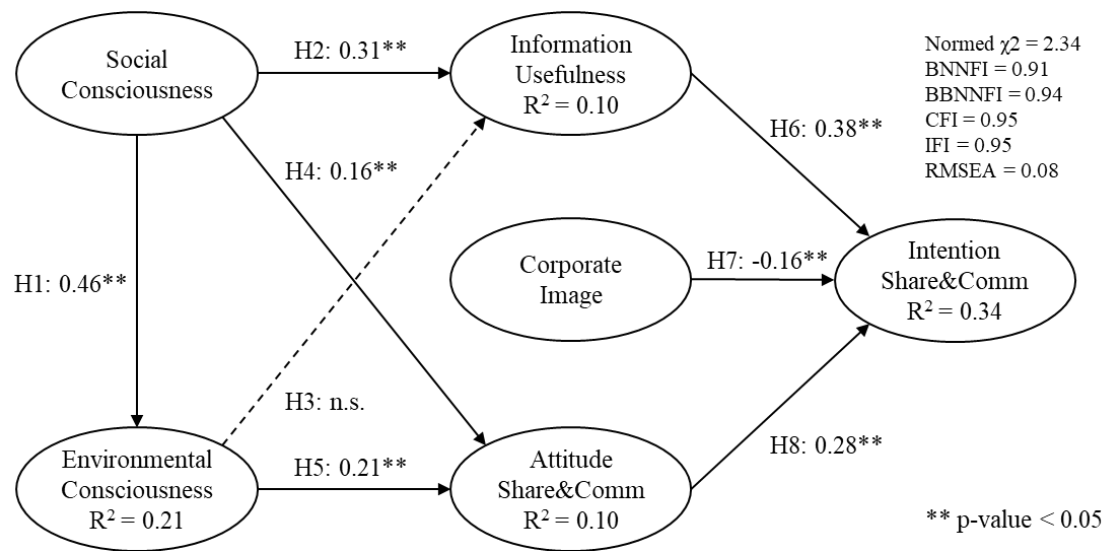 Social
Consciousness
H2: 0.31**
Information
Usefulness
R² = 0.10
Normed χ2 = 2.34
BNNFI = 0.91
BBNNFI = 0.94
CFI = 0.95
IFI = 0.95
RMSEA = 0.08
H6: 0.38**
H4: 0.16**
H1: 0.46**
Corporate
Image
H7: -0.16**
Intention
Share&Comm
R² = 0.34
H3: n.s.
Environmental
Consciousness
R² = 0.21
H5: 0.21**
Attitude
Share&Comm
R² = 0.10
H8: 0.28**
** p-value < 0.05